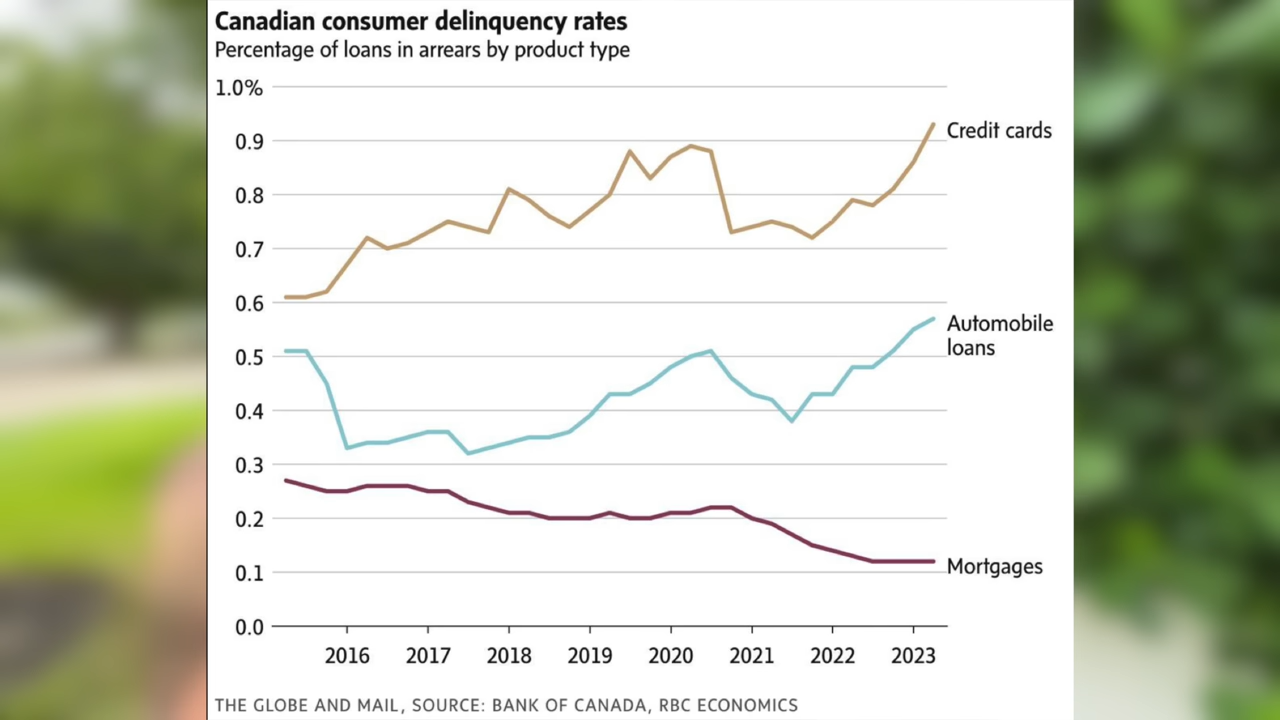 Canadian consumer delinquency rates
Percentage of loans in arrears by product type
1.0%
0.9
0.8
0.7
0.6
0.5
0.4
0.3
0.2
0.1
0.0
Credit cards
Automobile
loans
Mortgages
2016 2017 2018 2019 2020 2021 2022 2023
THE GLOBE AND MAIL, SOURCE: BANK OF CANADA, RBC ECONOMICS